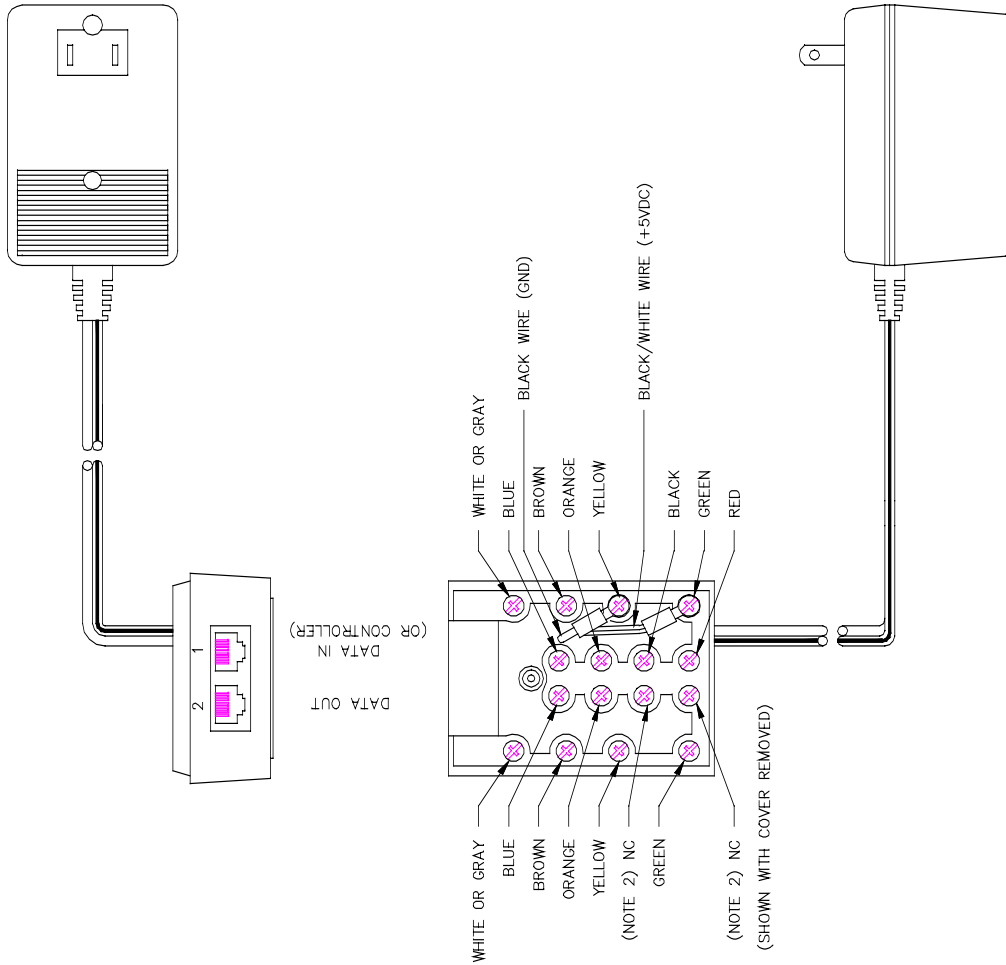 WHITE OR GRAY
BLUE
BLACK WIRE (GND)
BROWN
ORANGE
YELLOW
BLACK/WHITE WIRE (+5VDC)
BLACK
GREEN
RED
1
2
DATA IN
(OR CONTROLLER)
DATA OUT
WHITE OR GRAY
BLUE
BROWN
ORANGE
YELLOW
(NOTE 2) NC
GREEN
(NOTE 2) NC
(SHOWN WITH COVER REMOVED)